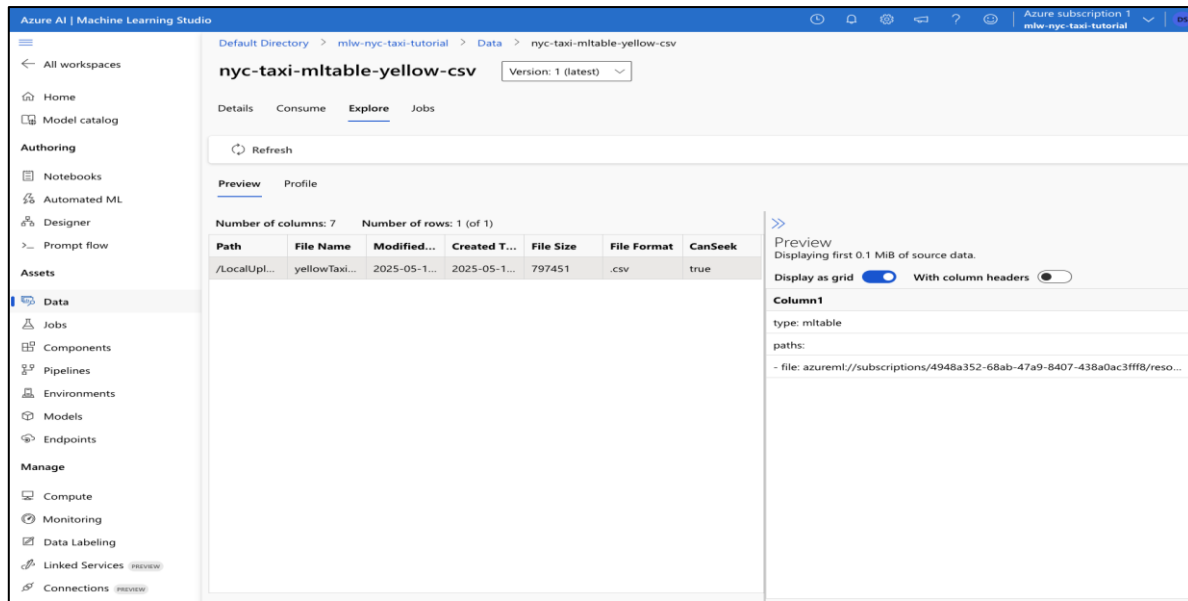 Azure AI | Machine Learning Studio
Azure subscription 1
mlw-nyc-taxi-tutorial
DS
All workspaces
Home
Model catalog
Authoring
Notebooks
Automated ML
Designer
Prompt flow
Assets
Data
Jobs
Components
Pipelines
Environments
Models
Endpoints
Manage
Compute
Monitoring
Data Labeling
Linked Services PREVIEW
Connections PREVIEW
Default Directory > mlw-nyc-taxi-tutorial > Data > nyc-taxi-mltable-yellow-csv
nyc-taxi-mltable-yellow-csv Version: 1 (latest)
Details Consume Explore Jobs
Refresh
Preview Profile
Number of columns: 7 Number of rows: 1 (of 1)
Path File Name Modified... Created T... File Size File Format CanSeek
/LocalUpl... yellowTaxi... 2025-05-1... 2025-05-1... 797451 .csv true
Preview
Displaying first 0.1 MiB of source data.
Display as grid With column headers
Column1
type: mltable
paths:
- file: azureml://subscriptions/4948a352-68ab-47a9-8407-438a0ac3fff8/reso...